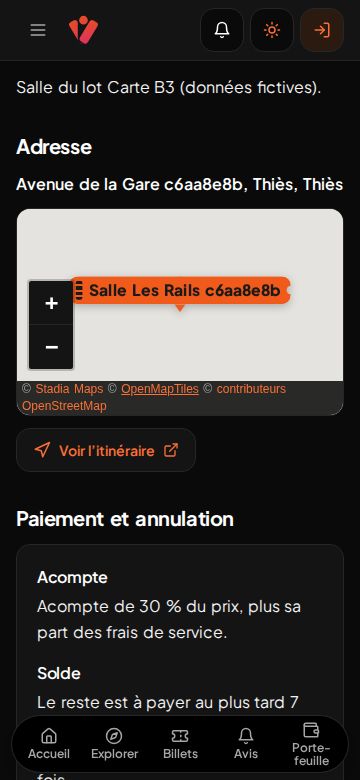 Salle du lot Carte B3 (données fictives).
Adresse
Avenue de la Gare c6aa8e8b, Thiès, Thiès
Salle Les Rails c6aa8e8b
+
−
© Stadia Maps © OpenMapTiles © contributeurs
OpenStreetMap
Voir l'itinéraire
Paiement et annulation
Acompte
Acompte de 30 % du prix, plus sa
part des frais de service.
Solde
Le reste est à payer au plus tard 7
fois
Accueil
Explorer
Billets
Avis
Porte-
feuille